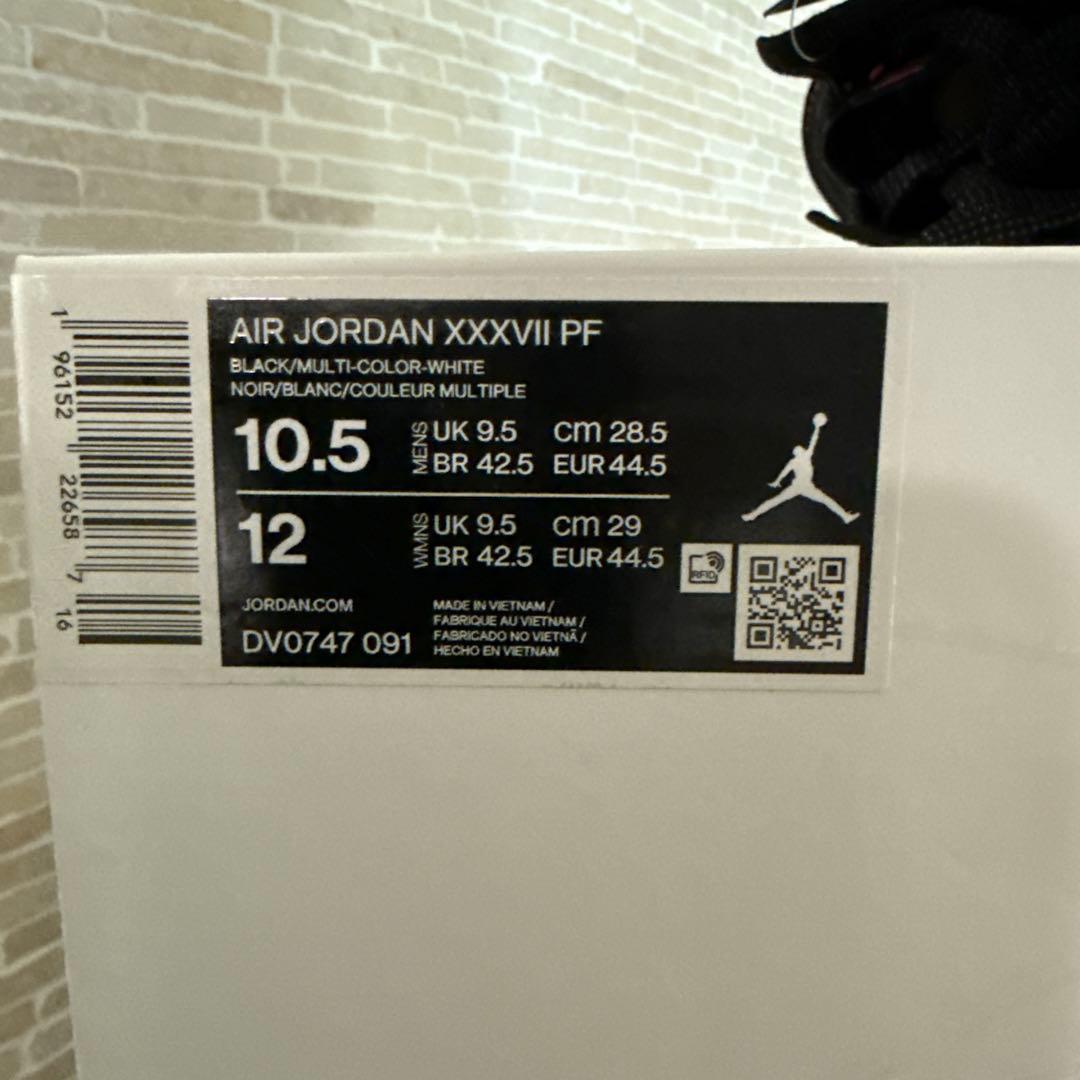 1 96152 22658 7 16
AIR JORDAN XXXVII PF
BLACK/MULTI-COLOR-WHITE
NOIR/BLANC/COULEUR MULTIPLE
10.5 MENS UK 9.5 CM 28.5
BR 42.5 EUR 44.5
12 WMNS UK 9.5 CM 29
BR 42.5 EUR 44.5
RFID
JORDAN.COM
DV0747 091
MADE IN VIETNAM /
FABRIQUE AU VIETNAM /
FABRICADO NO VIETNÃ /
HECHO EN VIETNAM